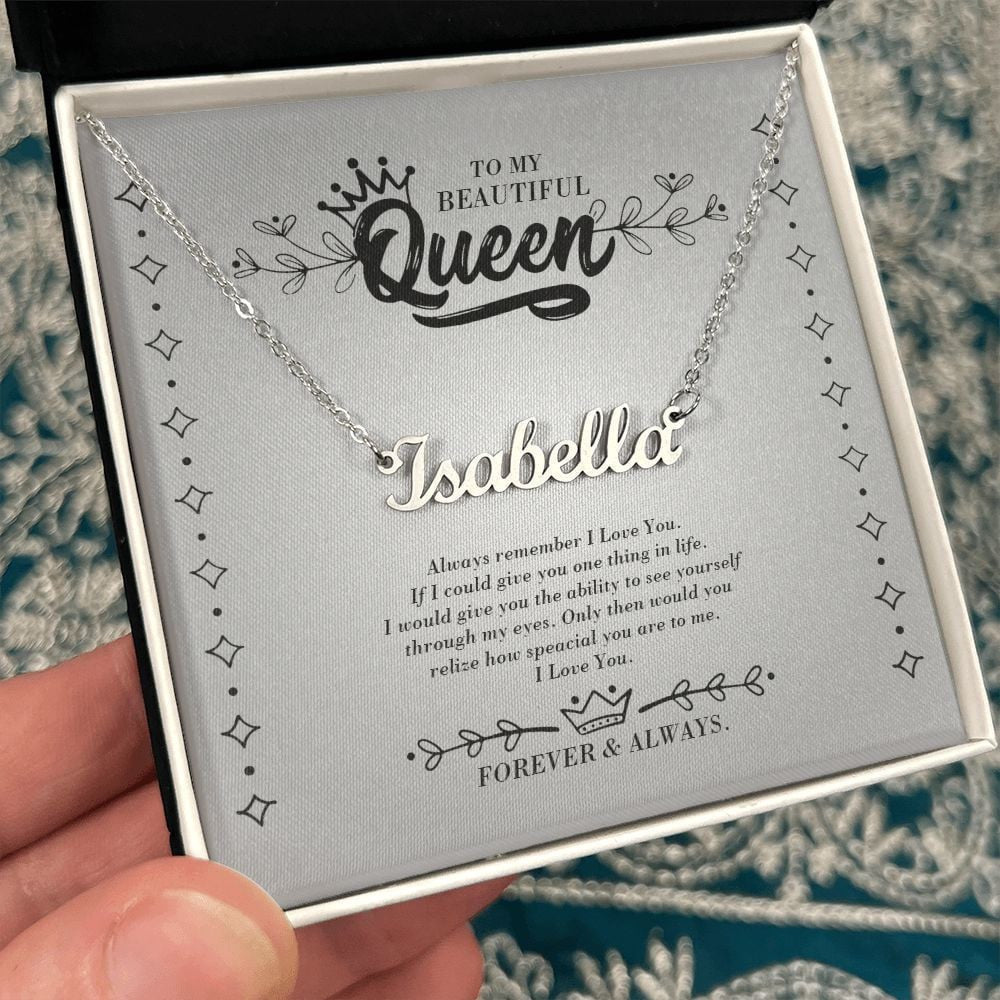 TO MY
BEAUTIFUL
Queen
Isabella
Always remember I Love You.
If I could give you one thing in life.
I would give you the ability to see yourself
through my eyes. Only then would you
relize how speacial you are to me.
I Love You.
FOREVER & ALWAYS.